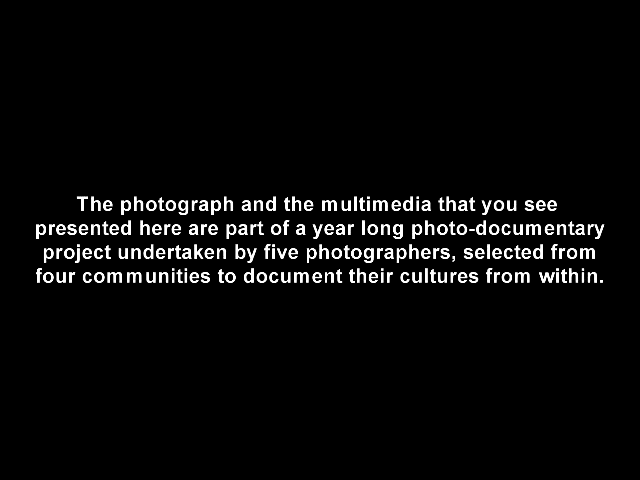 The photograph and the multimedia that you see
presented here are part of a year long photo-documentary
project undertaken by five photographers, selected from
four communities to document their cultures from within.